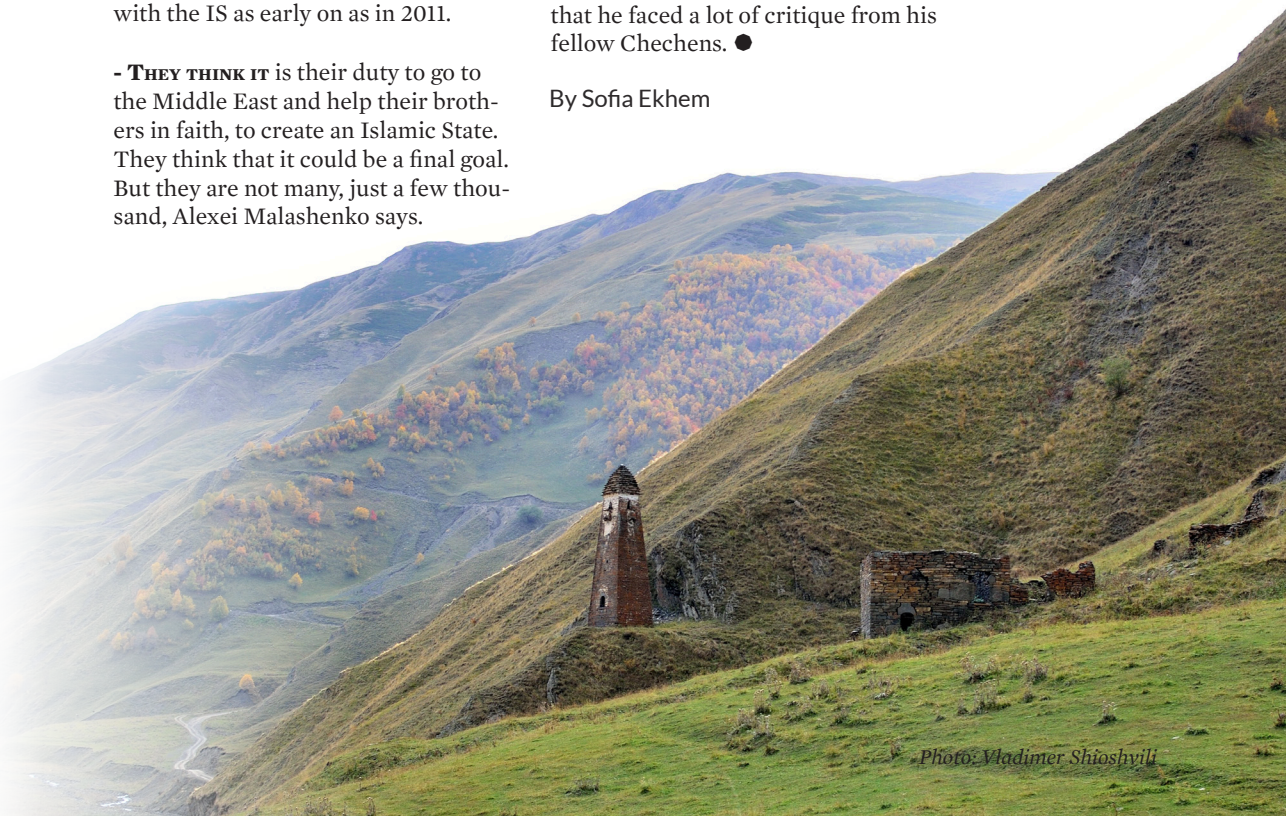 with the IS as early on as in 2011.
- They think it is their duty to go to
the Middle East and help their broth-
ers in faith, to create an Islamic State.
They think that it could be a final goal.
But they are not many, just a few thou-
sand, Alexei Malashenko says.
that he faced a lot of critique from his
fellow Chechens. ●
By Sofia Ekhem
Photo: Vladimer Shioshvili